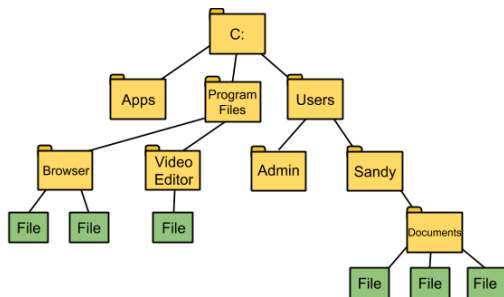 C:
Apps
Program
Files
Users
Browser
Video
Editor
Admin
Sandy
File
File
File
Documents
File
File
File